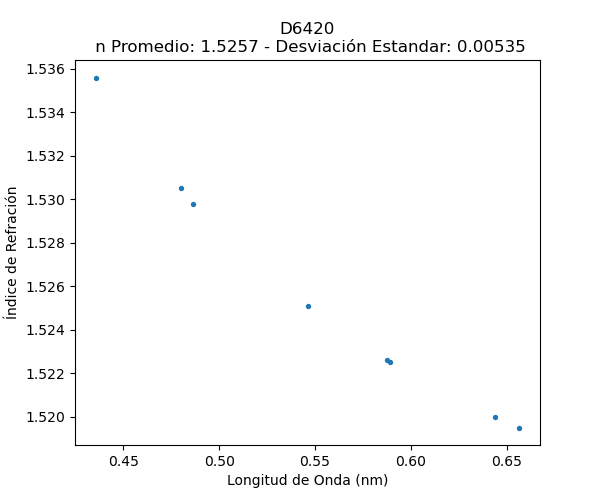 D6420
n Promedio: 1.5257 - Desviación Estandar: 0.00535
1.536
1.534
1.532
1.530
1.528
1.526
1.524
1.522
1.520
Índice de Refración
0.45 0.50 0.55 0.60 0.65
Longitud de Onda (nm)